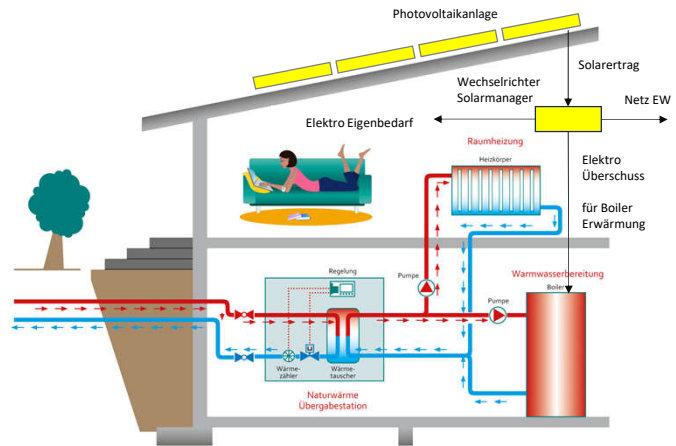 Photovoltaikanlage
Solarertrag
Wechselrichter
Solarmanager
Netz EW
Elektro Eigenbedarf
Raumheizung
Heizkörper
Elektro
Überschuss
für Boiler
Erwärmung
Regelung
Pumpe
Warmwasserbereitung
Boiler
Pumpe
Wärme-
zähler
Wärme-
tauscher
Naturwärme
Übergabestation